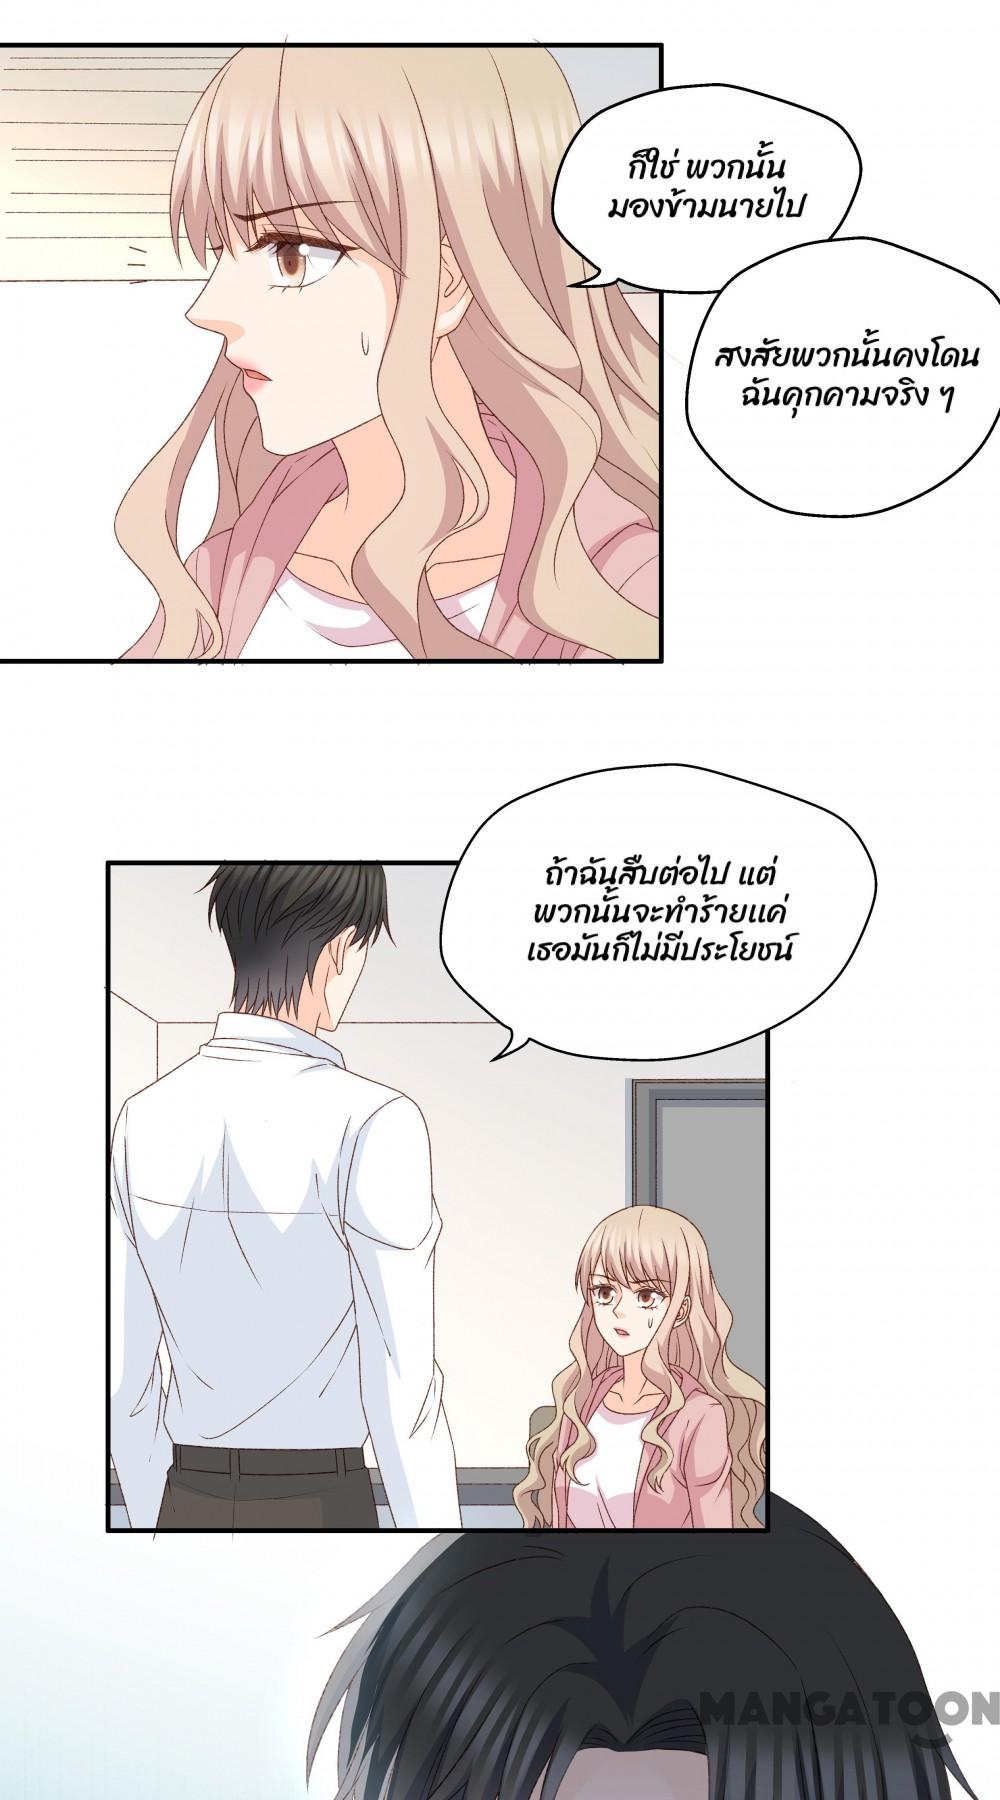 ก็ใช่ พวกนั้น
มองข้ามนายไป
สงสัยพวกนั้นคงโดน
ฉันคุกคามจริง ๆ
ถ้าฉันสืบต่อไป แต่
พวกนั้นจะทำร้ายแค่
เธอมันก็ไม่มีประโยชน์
MANGATOON